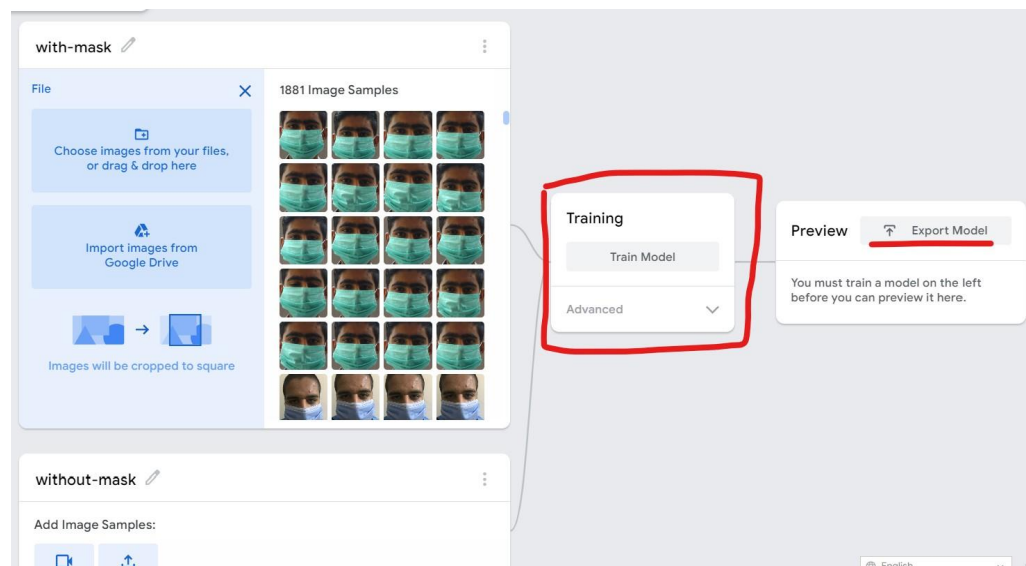 with-mask
File
Choose images from your files,
or drag & drop here
Import images from
Google Drive
Images will be cropped to square
1881 Image Samples
without-mask
Add Image Samples:
Training
Train Model
Advanced
Preview
Export Model
You must train a model on the left
before you can preview it here.
English